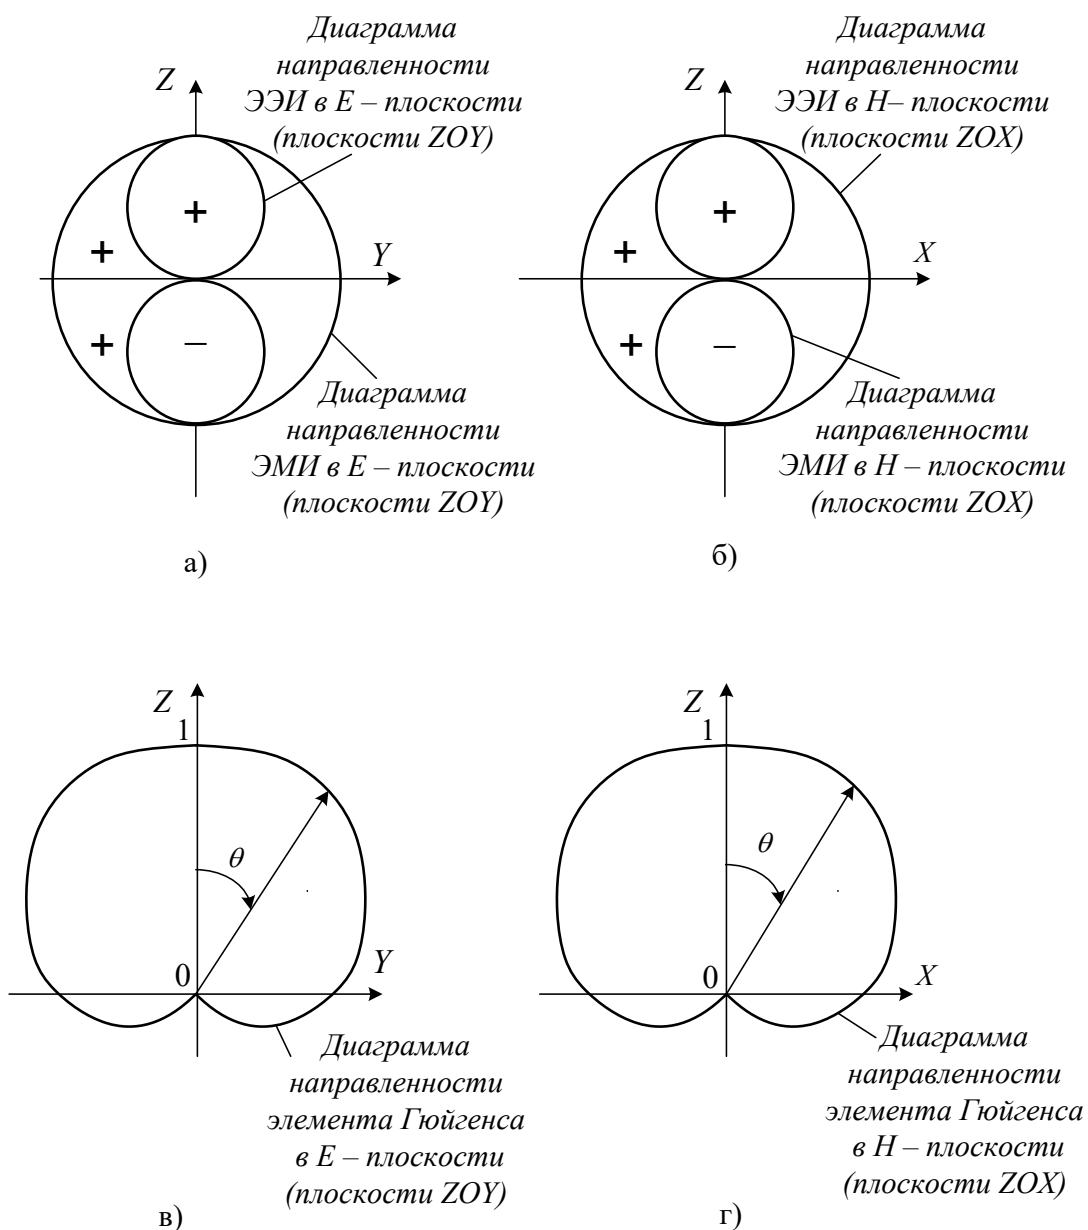 Диаграмма
направленности
ЭЭИ в E – плоскости
(плоскости ZOY)
Z
+
+
Y
+
–
Диаграмма
направленности
ЭМИ в E – плоскости
(плоскости ZOY)
а)
Диаграмма
направленности
ЭЭИ в H– плоскости
(плоскости ZOX)
Z
+
+
X
+
–
Диаграмма
направленности
ЭМИ в H – плоскости
(плоскости ZOX)
б)
Z
1
θ
0
Y
Диаграмма
направленности
элемента Гюйгенса
в E – плоскости
(плоскости ZOY)
в)
Z
1
θ
0
X
Диаграмма
направленности
элемента Гюйгенса
в H – плоскости
(плоскости ZOX)
г)